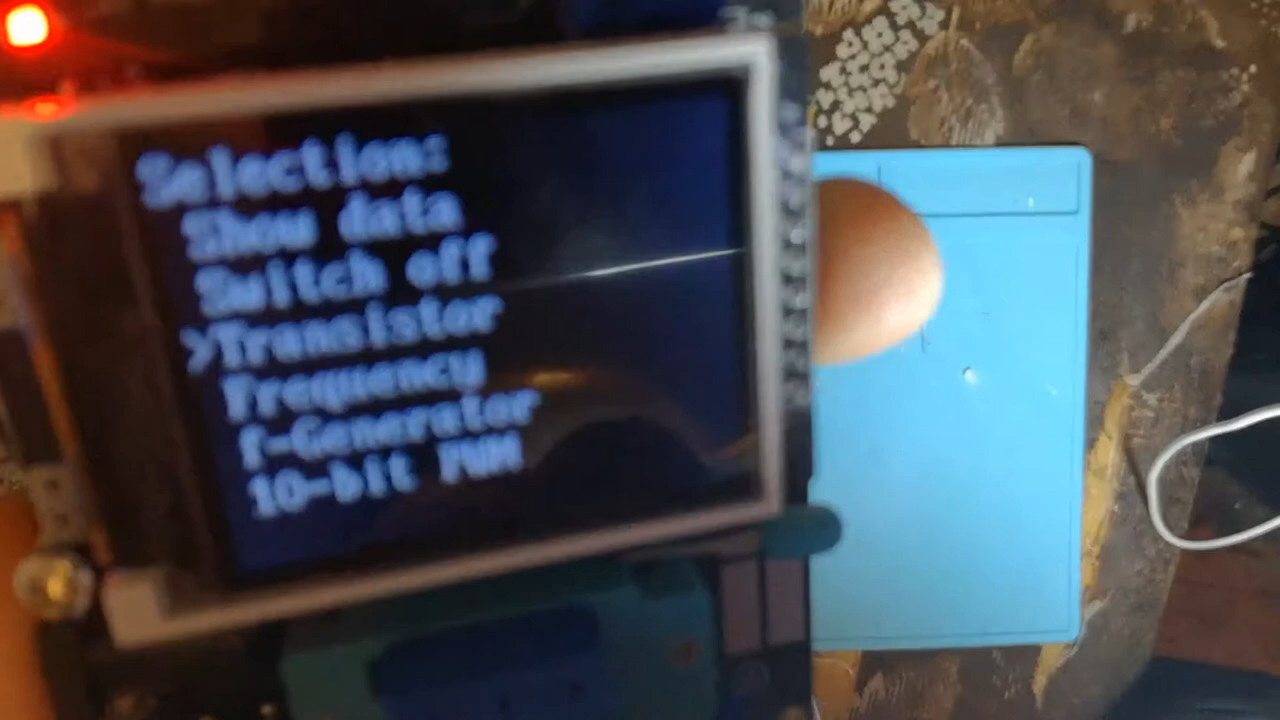 Selection:
Show data
Switch off
>Transistor
Frequency
f-Generator
10-bit PWM